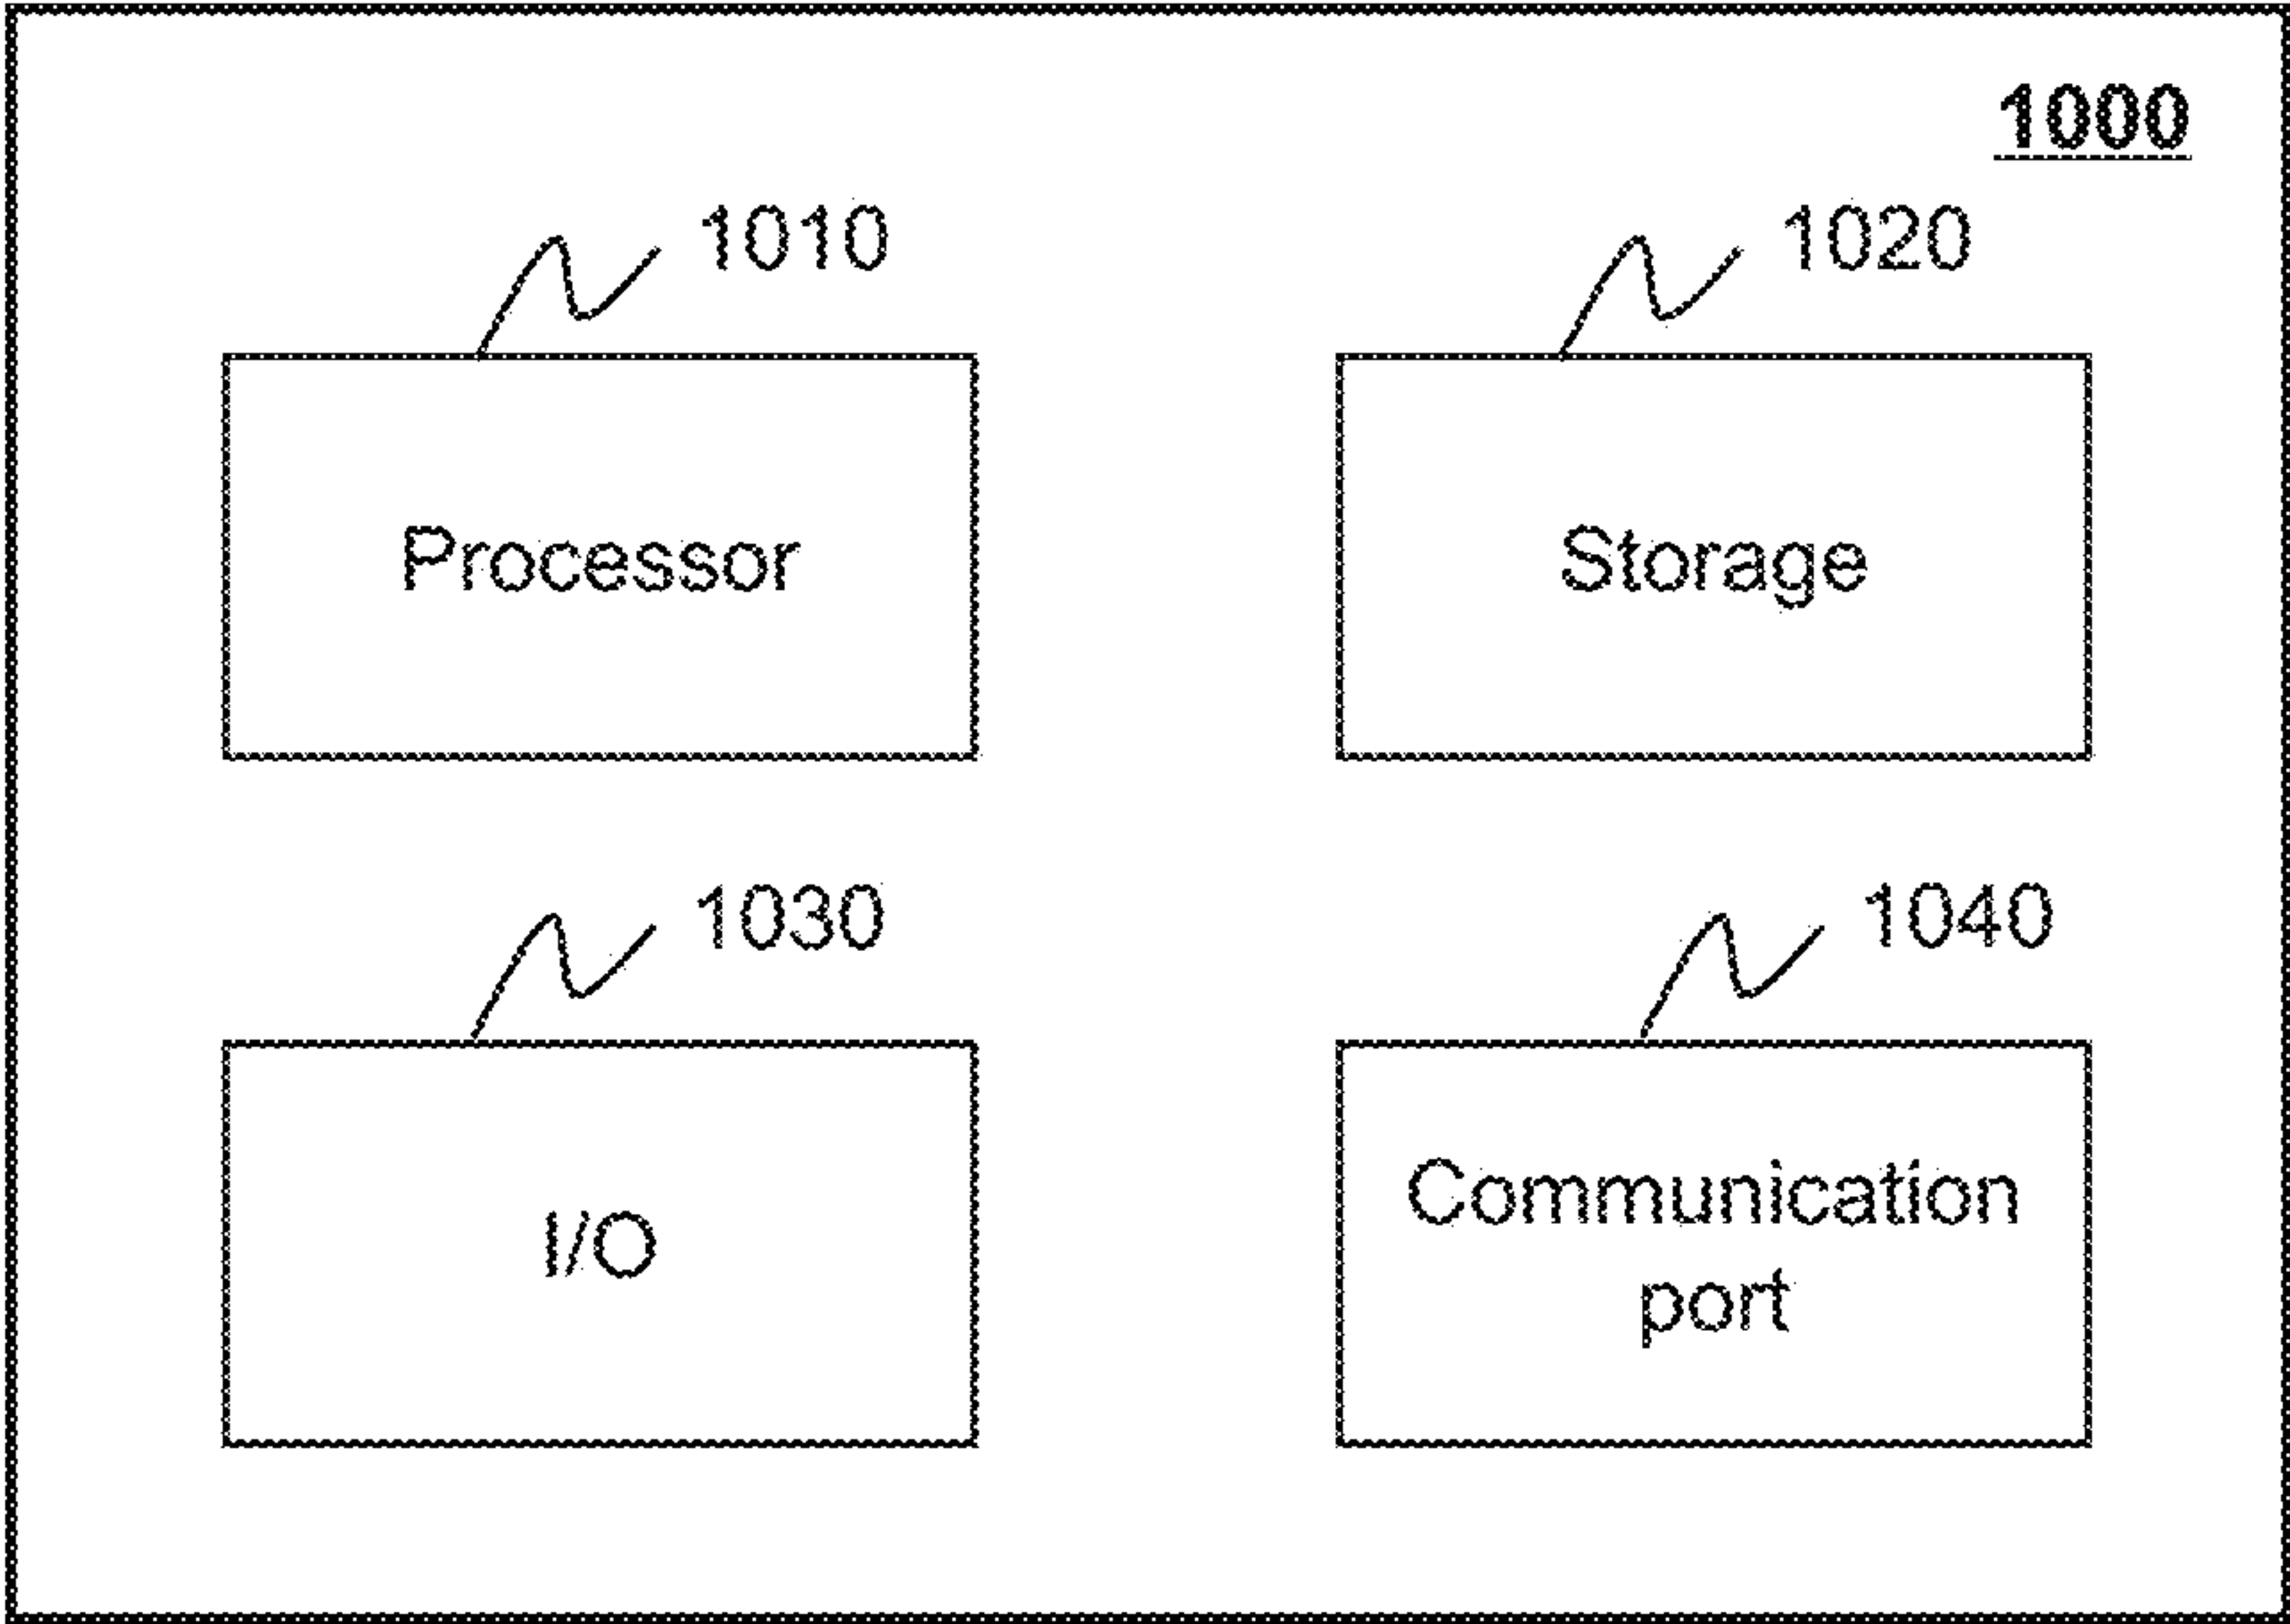 1000
1010
1020
Processor
Storage
1030
1040
I/O
Communication
port